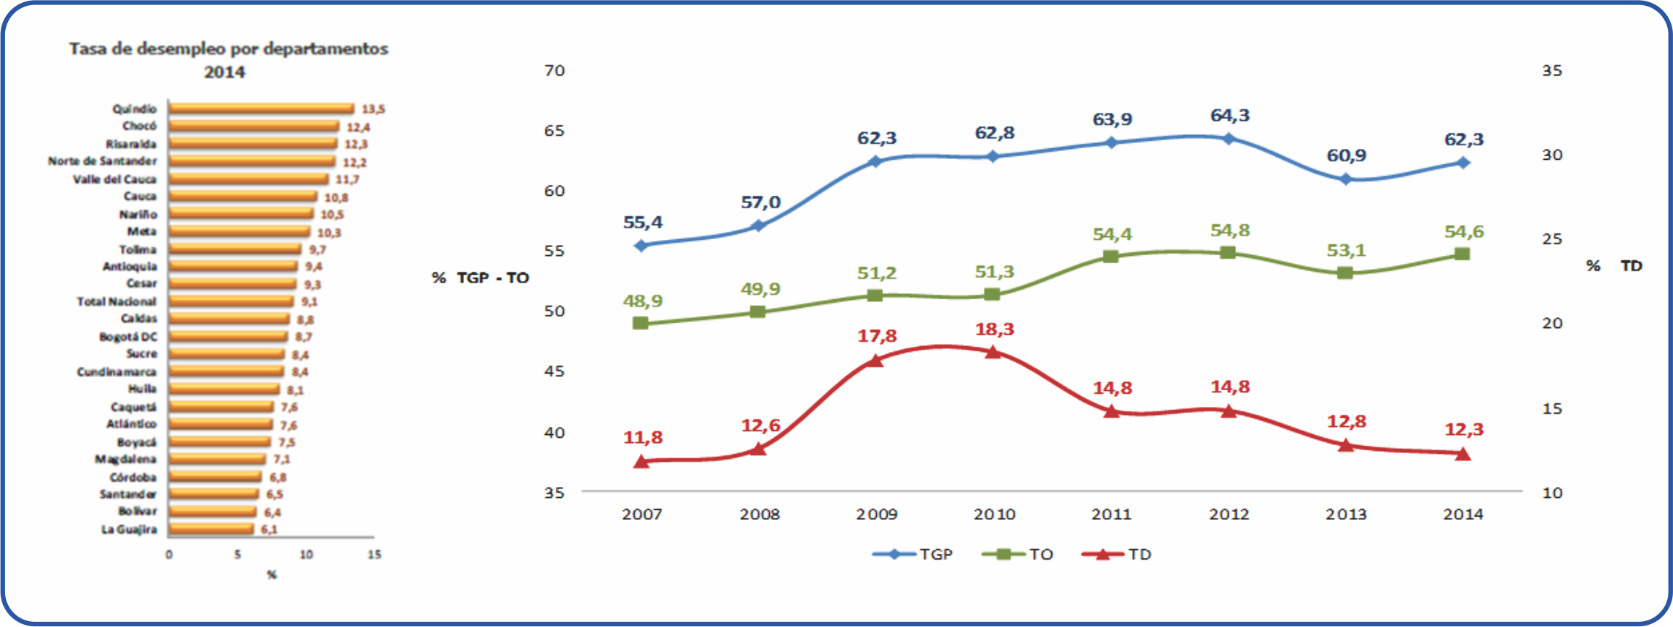 Tasa de desempleo por departamentos
2014
Quindío 13,5
Chocó 12,4
Risaralda 12,3
Norte de Santander 12,2
Valle del Cauca 11,7
Cauca 10,8
Nariño 10,5
Meta 10,3
Tolima 9,7
Antioquia 9,4
Cesar 9,3
Total Nacional 9,1
Caldas 8,8
Bogotá DC 8,7
Sucre 8,4
Cundinamarca 8,4
Huila 8,1
Caquetá 7,6
Atlántico 7,6
Boyacá 7,5
Magdalena 7,1
Córdoba 6,8
Santander 6,5
Bolívar 6,4
La Guajira 6,1
0 5 10 15
%
% TGP - TO
70
65
60
55
50
45
40
35
55,4 57,0 62,3 62,8 63,9 64,3 60,9 62,3
48,9 49,9 51,2 51,3 54,4 54,8 53,1 54,6
11,8 12,6 17,8 18,3 14,8 14,8 12,8 12,3
35
30
25
20
15
10
% TD
2007 2008 2009 2010 2011 2012 2013 2014
TGP TO TD